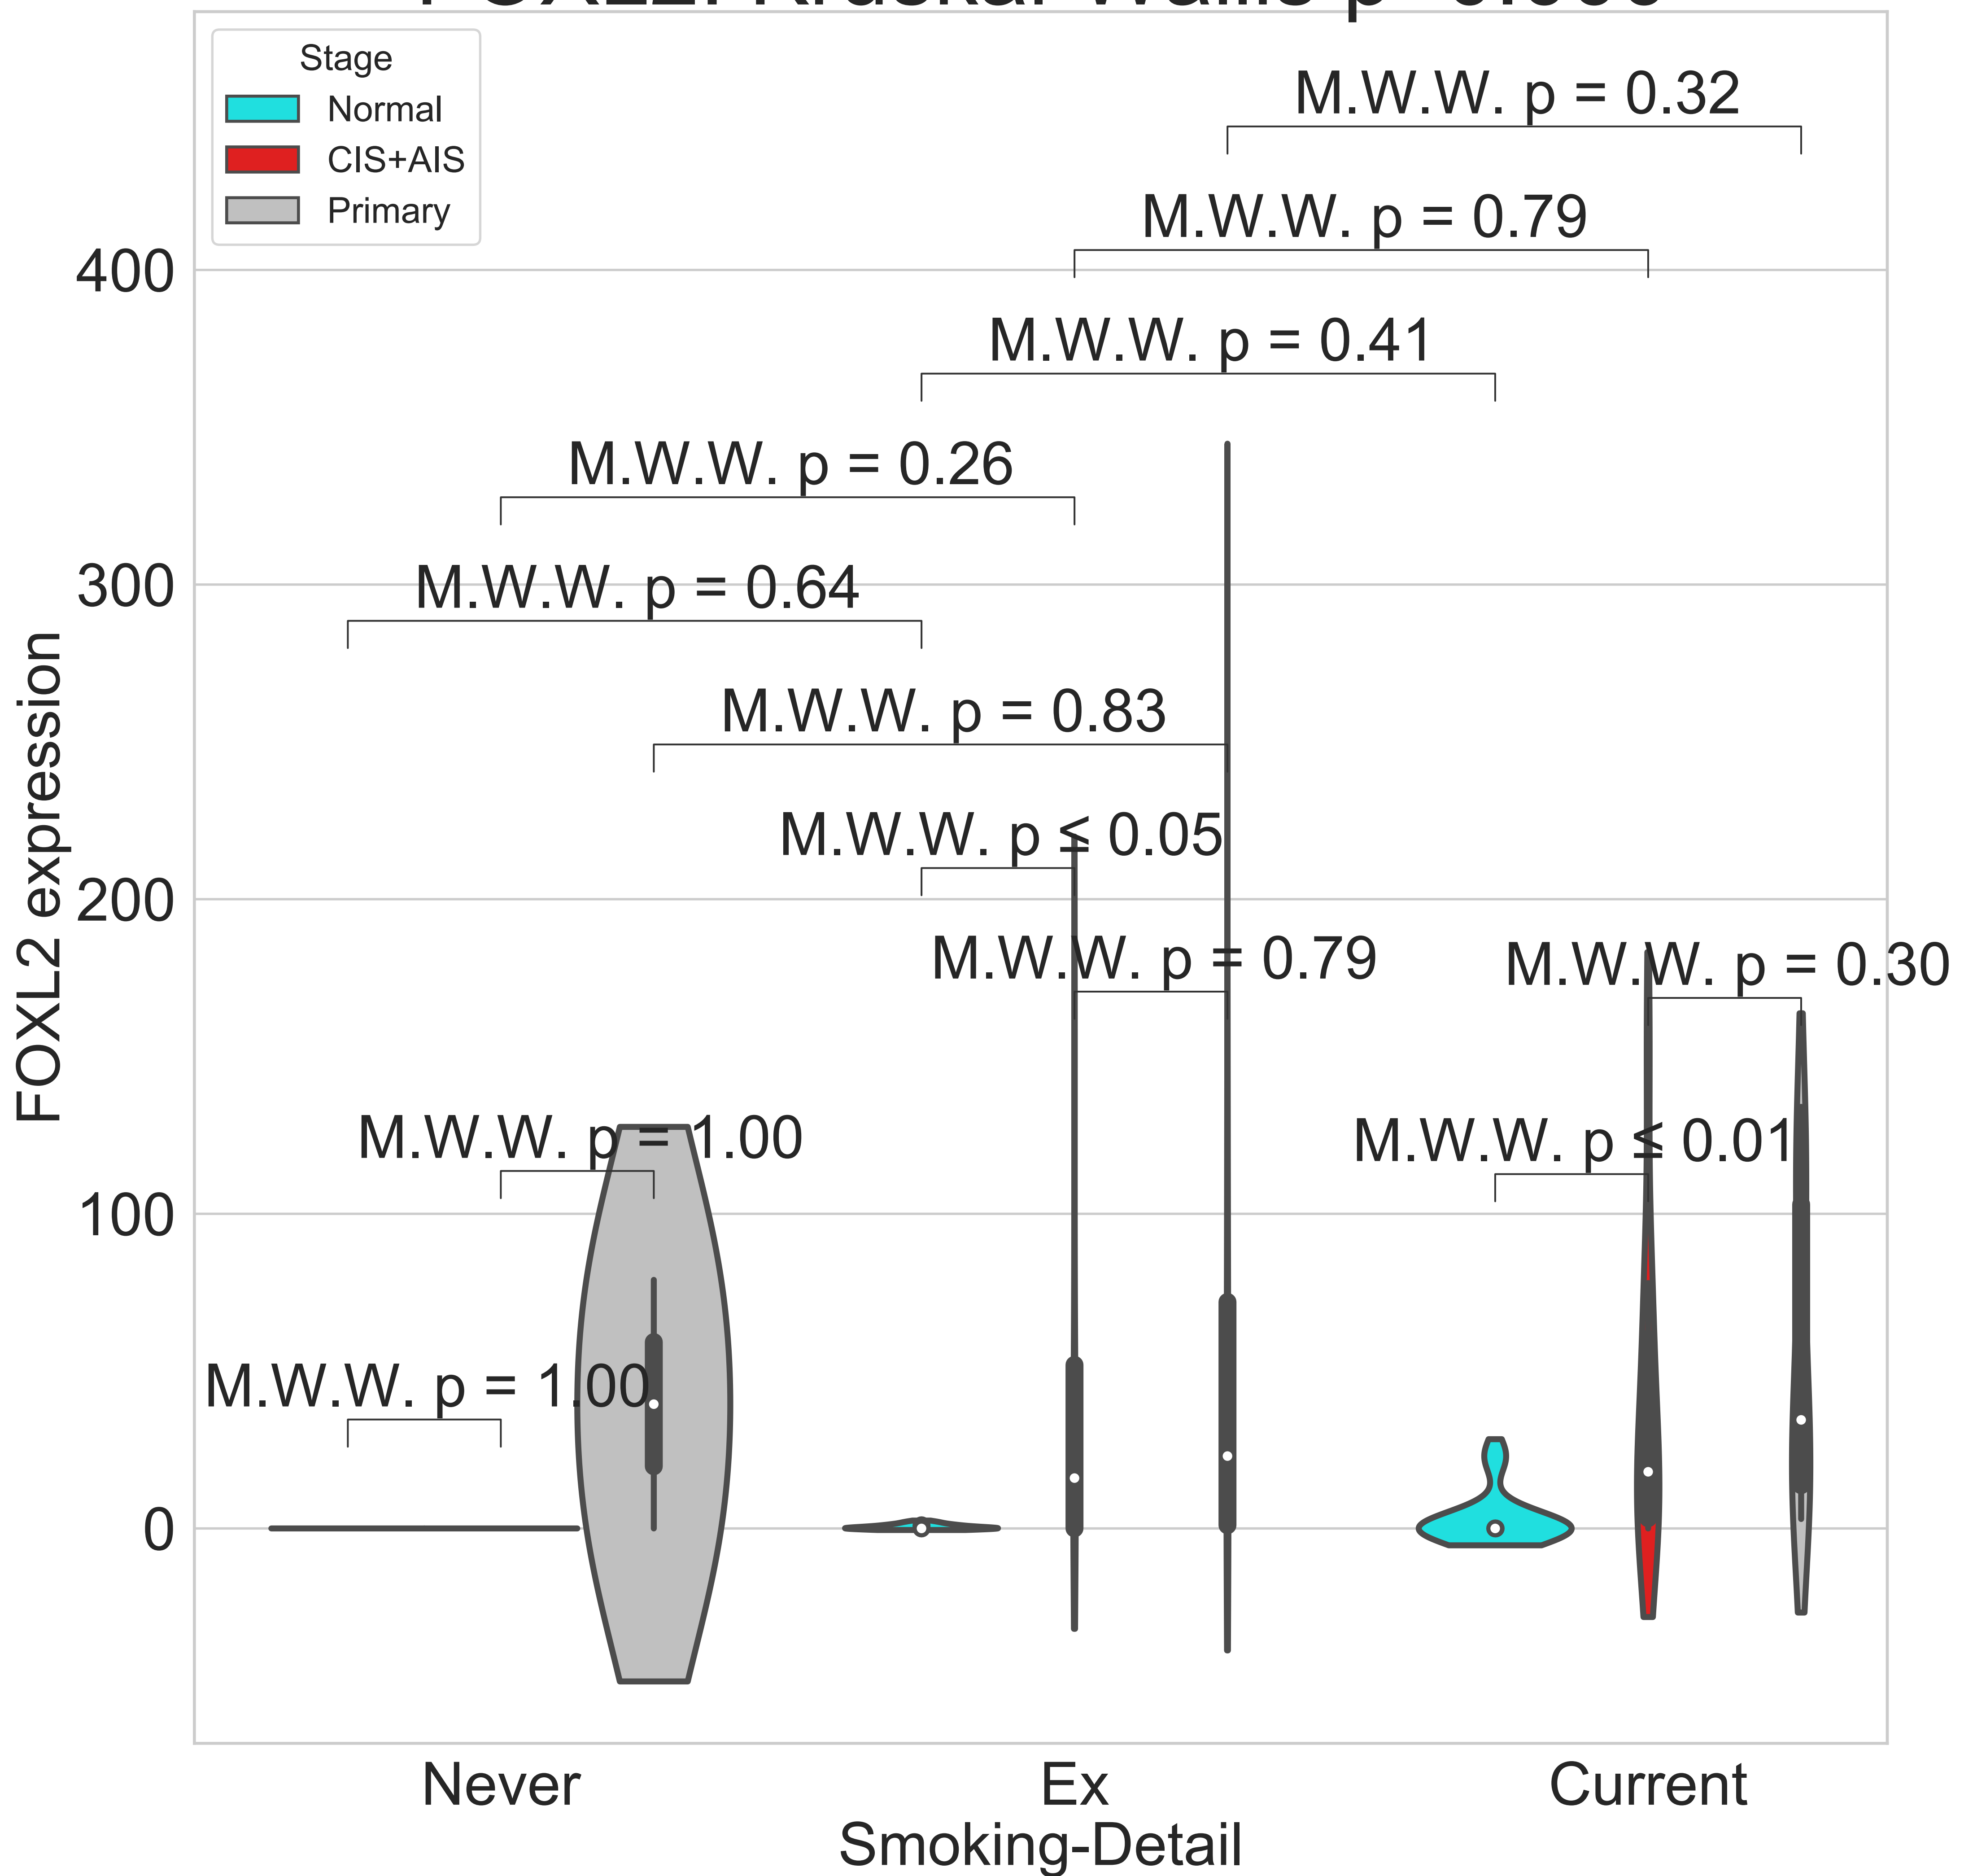 Stage
Normal
CIS+AIS
Primary
M.W.W. p = 0.32
M.W.W. p = 0.79
M.W.W. p = 0.41
M.W.W. p = 0.26
M.W.W. p = 0.64
M.W.W. p = 0.83
M.W.W. p ≤ 0.05
M.W.W. p = 0.79
M.W.W. p = 0.30
M.W.W. p = 1.00
M.W.W. p ≤ 0.01
M.W.W. p = 1.00
400
300
200
100
0
FOXL2 expression
Never
Ex
Current
Smoking-Detail